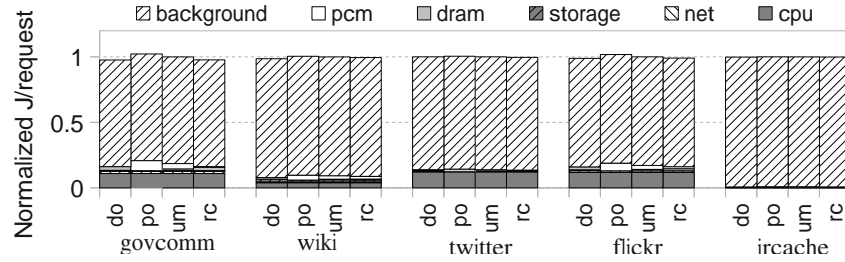 background pcm dram storage net cpu
Normalized J/request
1
0.5
0
do po um rc do po um rc do po um rc do po um rc do po um rc
govcomm wiki twitter flickr ircache